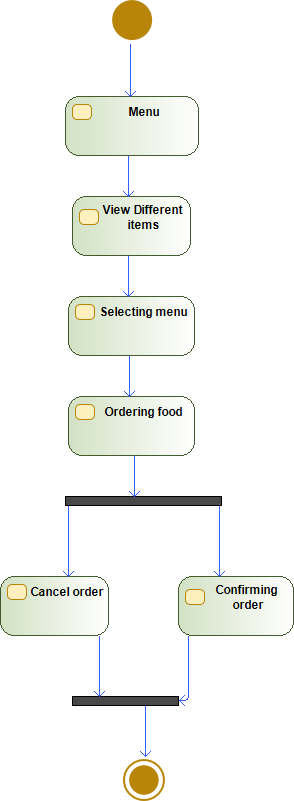 Menu
View Different
items
Selecting menu
Ordering food
Cancel order
Confirming
order